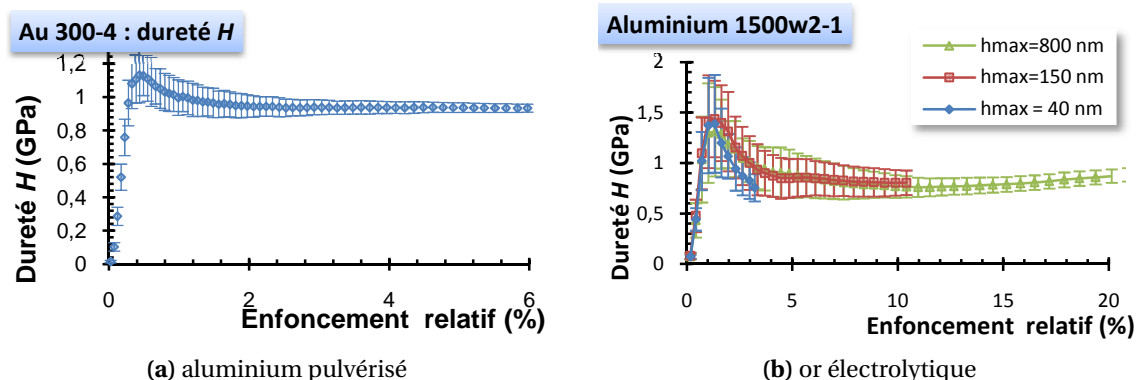 Au 300-4 : dureté H
1,2
1
0,8
0,6
0,4
0,2
0
Dureté H (GPa)
0
2
4
6
Enfoncement relatif (%)
(a) aluminium pulvérisé
Aluminium 1500w2-1
hmax=800 nm
hmax=150 nm
hmax = 40 nm
2
1,5
1
0,5
0
Dureté H (GPa)
0
5
10
15
20
Enfoncement relatif (%)
(b) or électrolytique